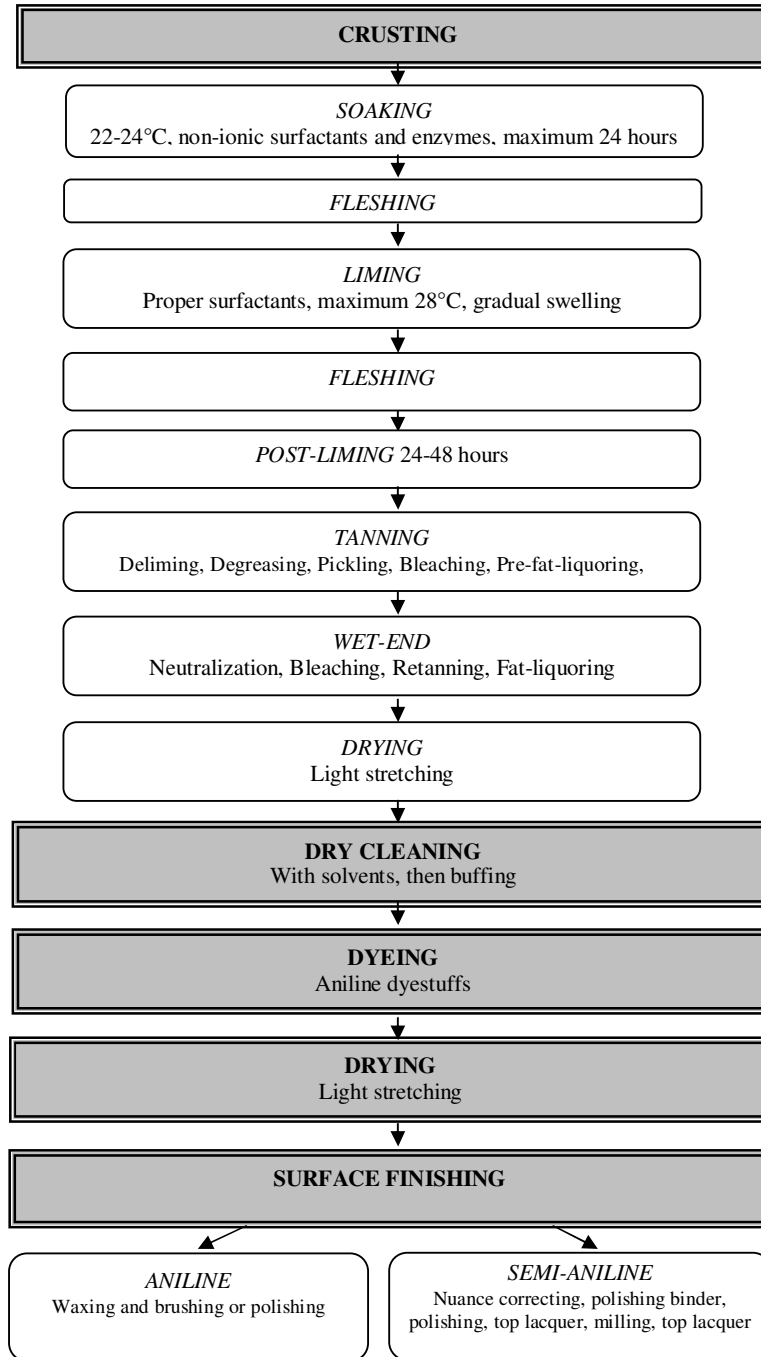 CRUSTING
SOAKING
22-24°C, non-ionic surfactants and enzymes, maximum 24 hours
FLESHING
LIMING
Proper surfactants, maximum 28°C, gradual swelling
FLESHING
POST-LIMING 24-48 hours
TANNING
Deliming, Degreasing, Pickling, Bleaching, Pre-fat-liquoring,
WET-END
Neutralization, Bleaching, Retanning, Fat-liquoring
DRYING
Light stretching
DRY CLEANING
With solvents, then buffing
DYEING
Aniline dyestuffs
DRYING
Light stretching
SURFACE FINISHING
ANILINE
Waxing and brushing or polishing
SEMI-ANILINE
Nuance correcting, polishing binder,
polishing, top lacquer, milling, top lacquer